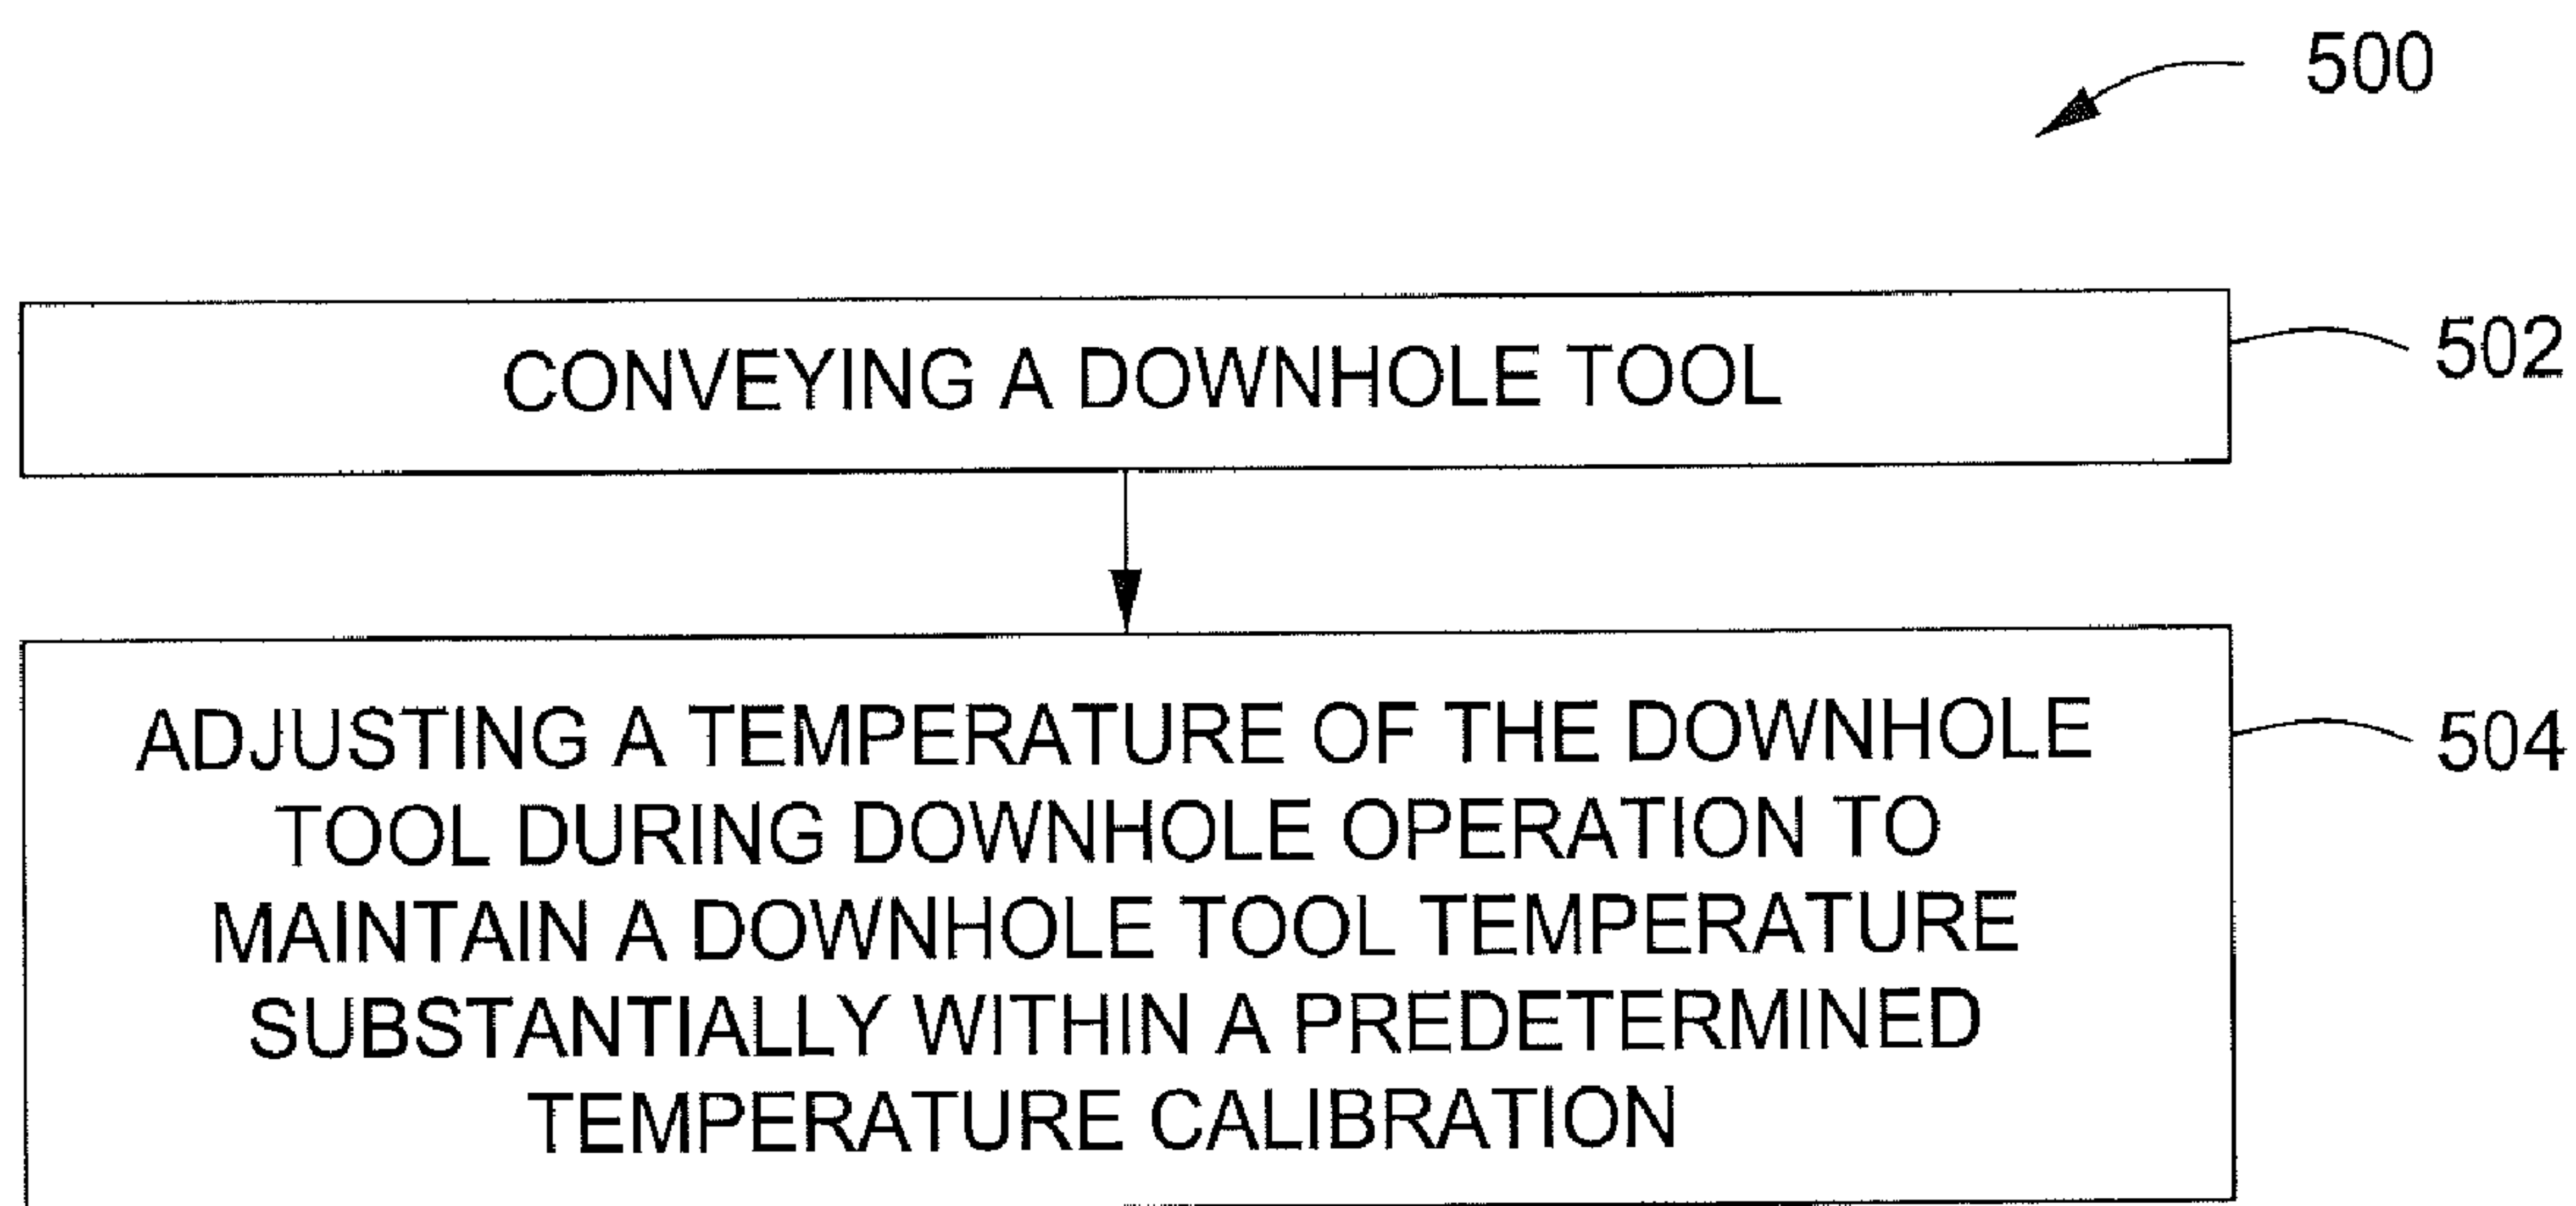 500
CONVEYING A DOWNHOLE TOOL
502
ADJUSTING A TEMPERATURE OF THE DOWNHOLE
TOOL DURING DOWNHOLE OPERATION TO
MAINTAIN A DOWNHOLE TOOL TEMPERATURE
SUBSTANTIALLY WITHIN A PREDETERMINED
TEMPERATURE CALIBRATION
504